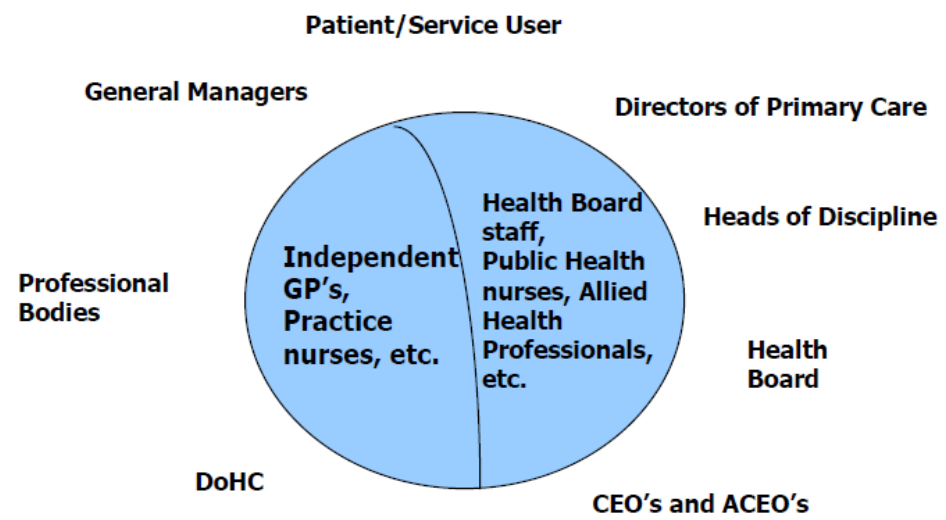 Patient/Service User
General Managers
Directors of Primary Care
Heads of Discipline
Professional
Bodies
Independent
GP's,
Practice
nurses, etc.
Health Board
staff,
Public Health
nurses, Allied
Health
Professionals,
etc.
Health
Board
DoHC
CEO's and ACEO's